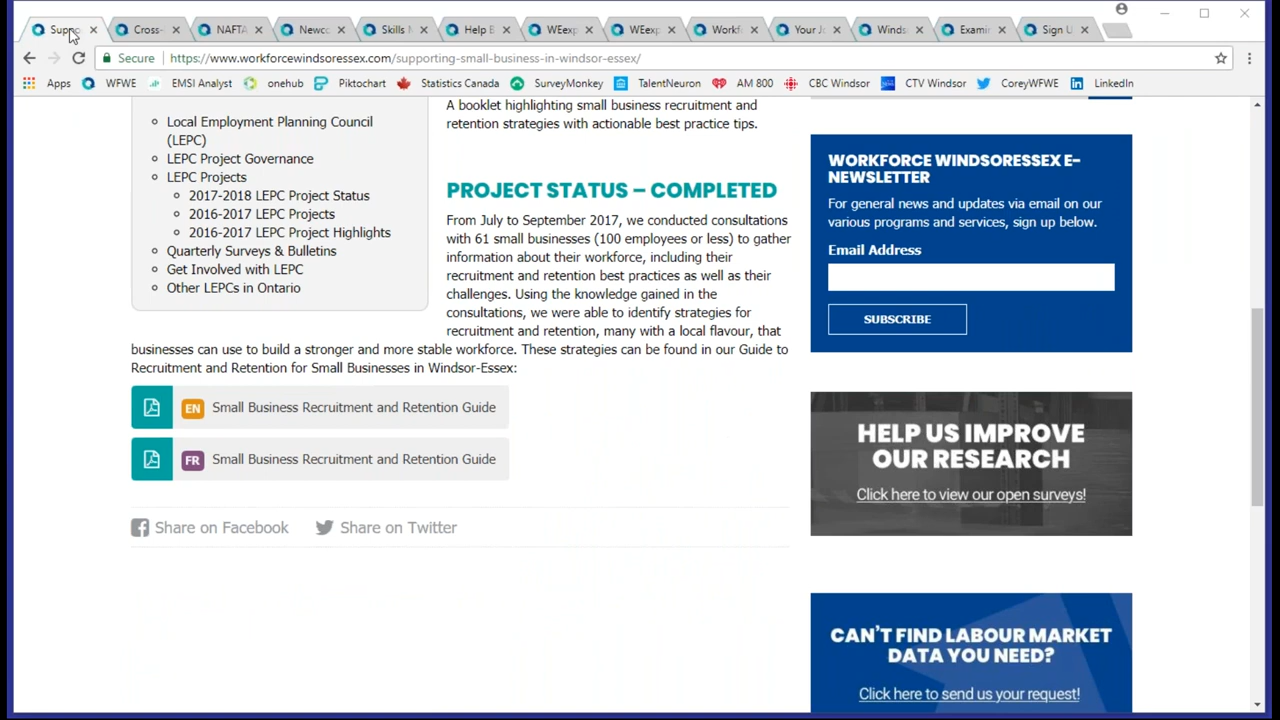 Supp
Cross-
NAFTA
Newco
Skills M
Help B
WEexp
WEexp
Workf
Your Jo
Winds
Examin
Sign U
Secure
https://www.workforcewindsoressex.com/supporting-small-business-in-windsor-essex/
Apps
WFWE
EMSI Analyst
onehub
Piktochart
Statistics Canada
SurveyMonkey
TalentNeuron
AM 800
CBC Windsor
CTV Windsor
CoreyWFWE
LinkedIn
Local Employment Planning Council
(LEPC)
LEPC Project Governance
LEPC Projects
2017-2018 LEPC Project Status
2016-2017 LEPC Projects
2016-2017 LEPC Project Highlights
Quarterly Surveys & Bulletins
Get Involved with LEPC
Other LEPCs in Ontario
A booklet highlighting small business recruitment and
retention strategies with actionable best practice tips.
PROJECT STATUS – COMPLETED
From July to September 2017, we conducted consultations
with 61 small businesses (100 employees or less) to gather
information about their workforce, including their
recruitment and retention best practices as well as their
challenges. Using the knowledge gained in the
consultations, we were able to identify strategies for
recruitment and retention, many with a local flavour, that
businesses can use to build a stronger and more stable workforce. These strategies can be found in our Guide to
Recruitment and Retention for Small Businesses in Windsor-Essex:
EN Small Business Recruitment and Retention Guide
FR Small Business Recruitment and Retention Guide
Share on Facebook
Share on Twitter
WORKFORCE WINDSORESSEX E-
NEWSLETTER
For general news and updates via email on our
various programs and services, sign up below.
Email Address
SUBSCRIBE
HELP US IMPROVE
OUR RESEARCH
Click here to view our open surveys!
CAN'T FIND LABOUR MARKET
DATA YOU NEED?
Click here to send us your request!